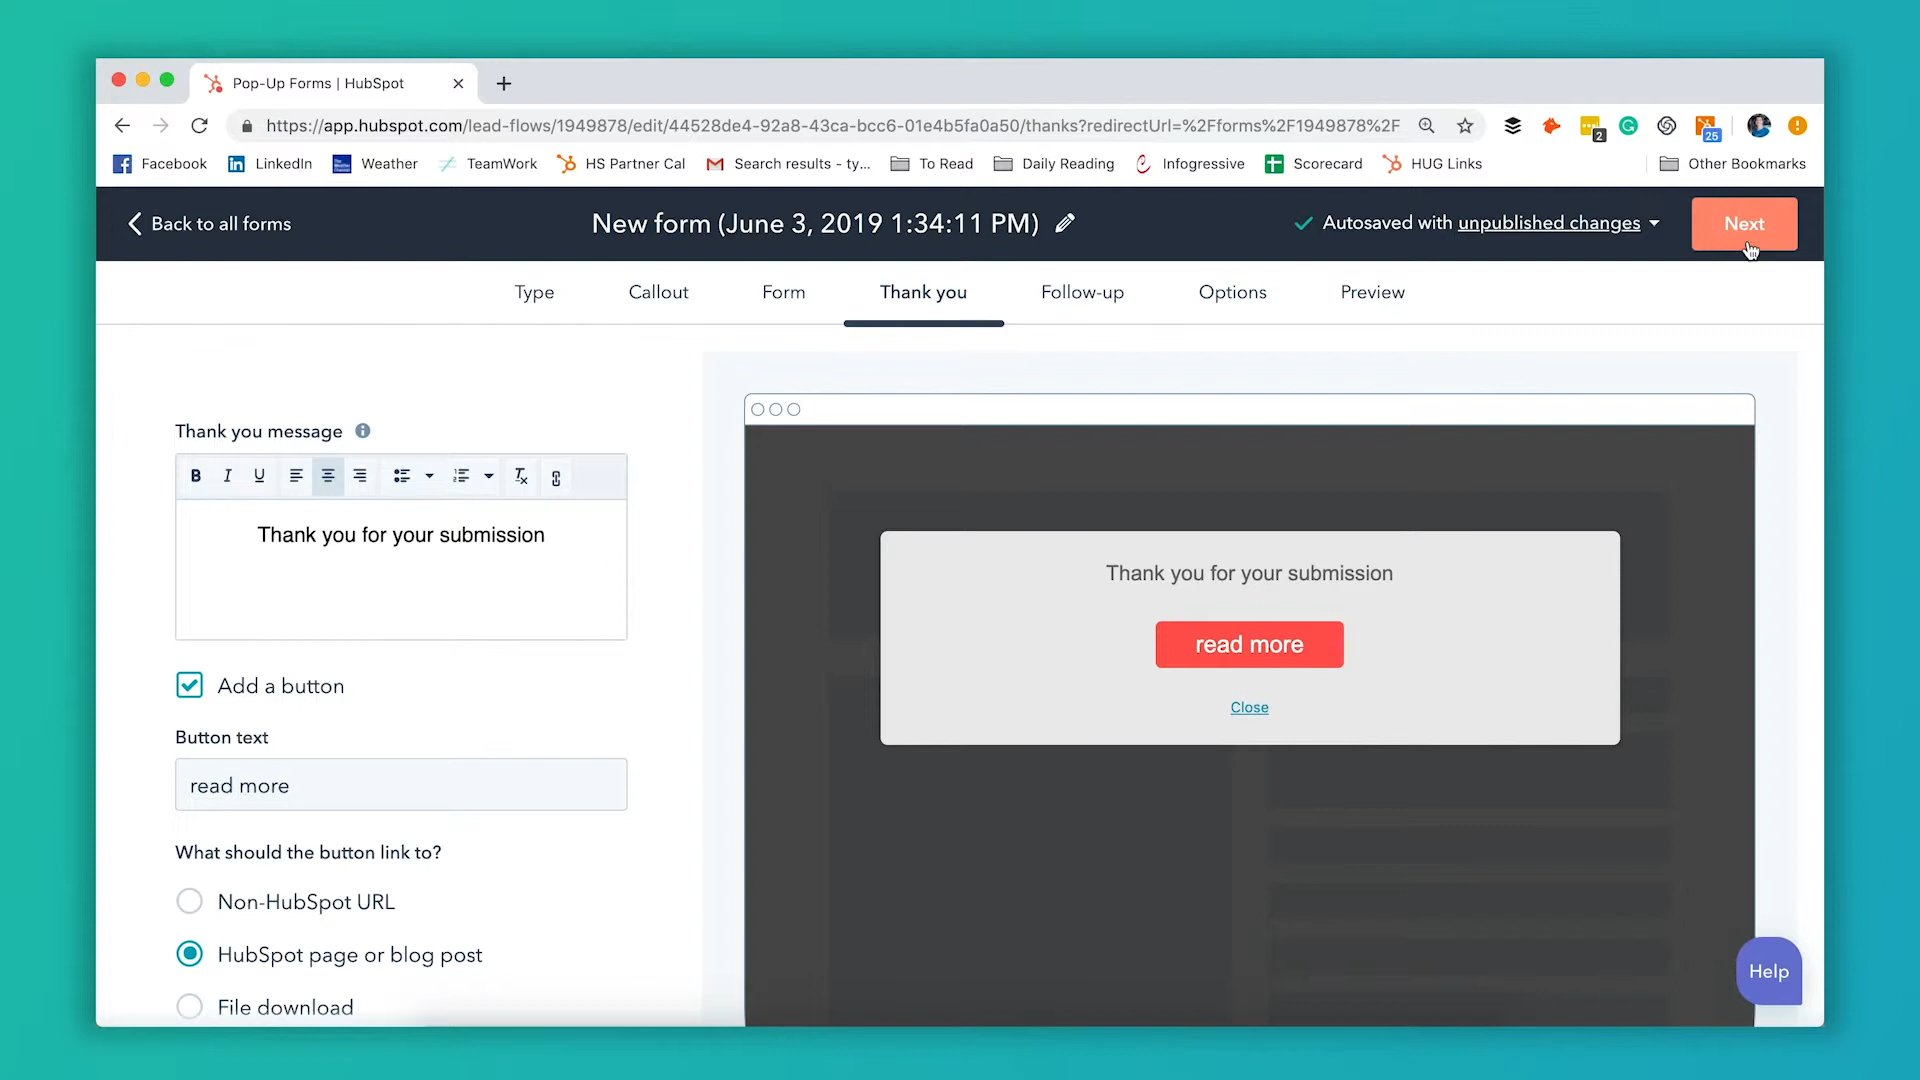 Pop-Up Forms | HubSpot
https://app.hubspot.com/lead-flows/1949878/edit/44528de4-92a8-43ca-bcc6-01e4b5fa0a50/thanks?redirectUrl=%2Fforms%2F1949878%2F
2
25
Facebook LinkedIn Weather TeamWork HS Partner Cal Search results - ty... To Read Daily Reading Infogressive Scorecard HUG Links Other Bookmarks
Back to all forms New form (June 3, 2019 1:34:11 PM) Autosaved with unpublished changes Next
Type Callout Form Thank you Follow-up Options Preview
Thank you message
B I U
Thank you for your submission
Add a button
Button text
read more
What should the button link to?
Non-HubSpot URL
HubSpot page or blog post
File download
Thank you for your submission
read more
Close
Help